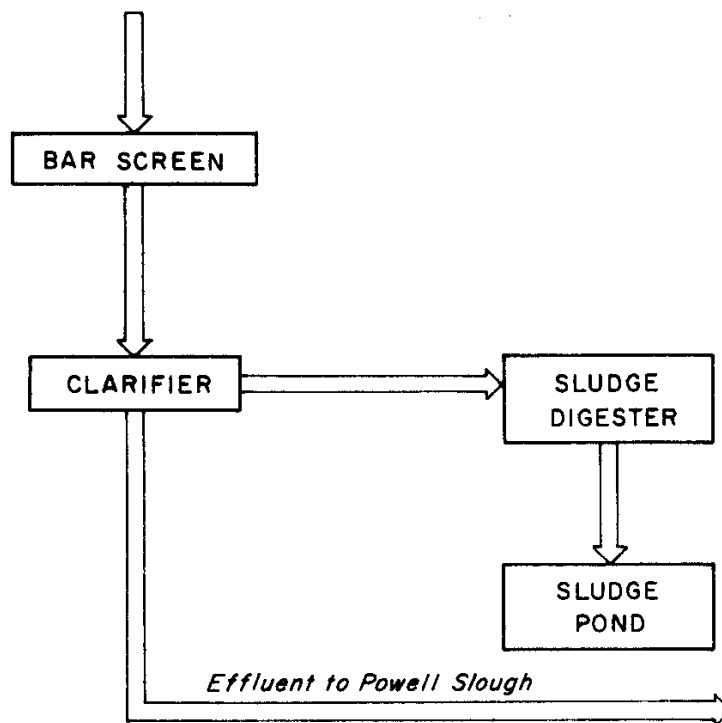 BAR SCREEN
CLARIFIER
SLUDGE
DIGESTER
SLUDGE
POND
Effluent to Powell Slough